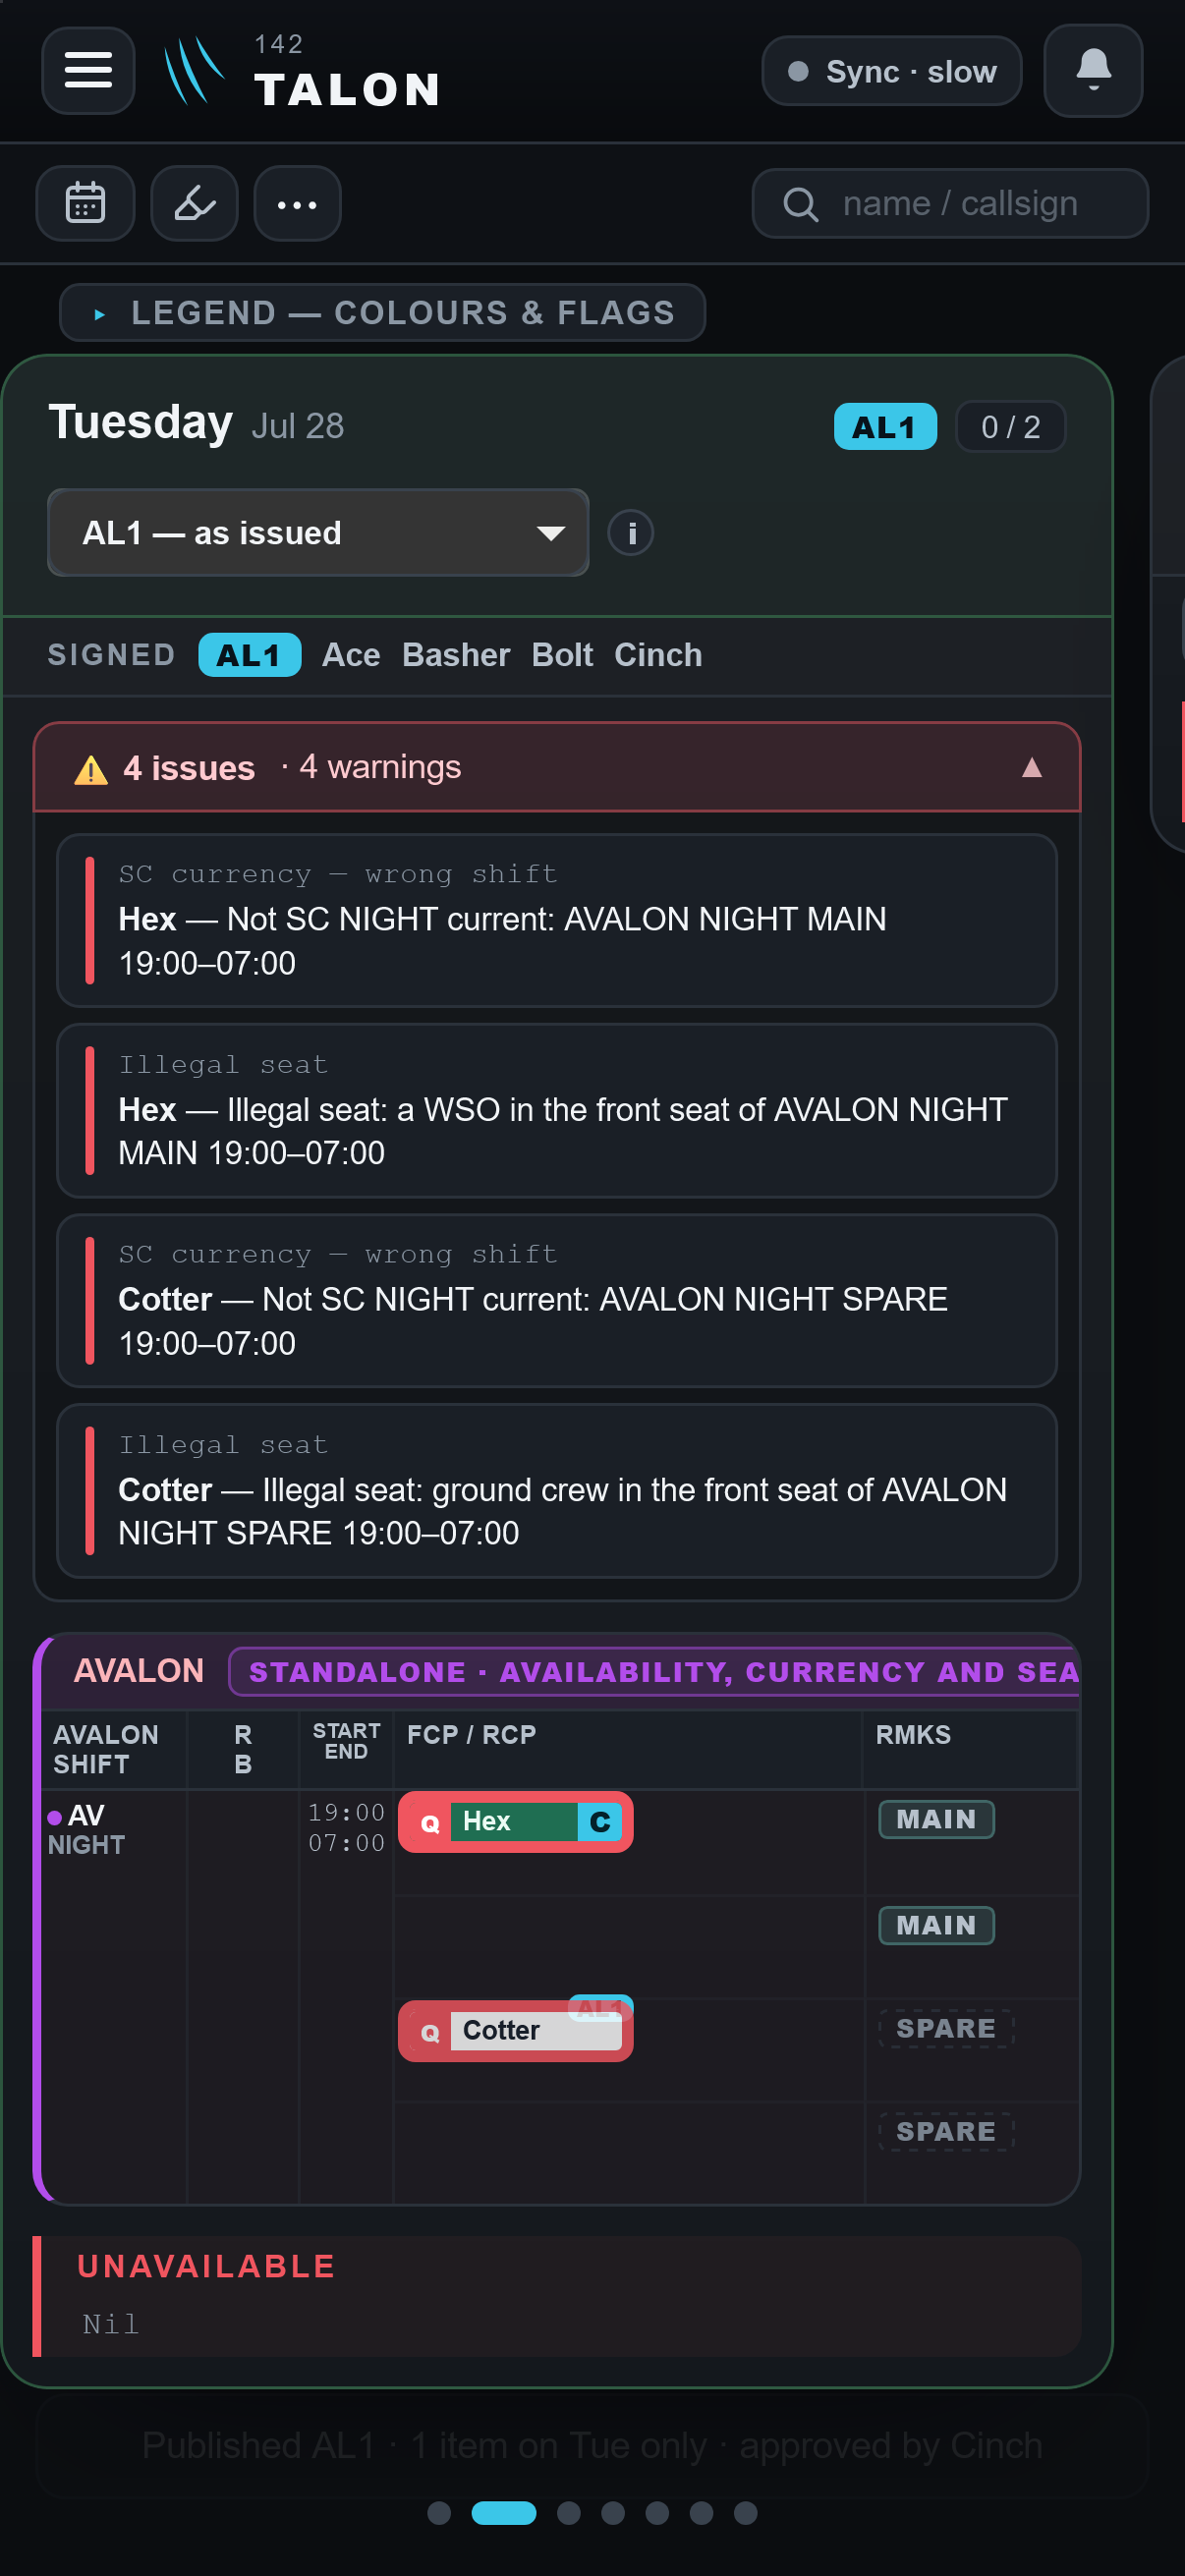 142
TALON
Sync · slow
name / callsign
LEGEND — COLOURS & FLAGS
Tuesday Jul 28
AL1
0 / 2
AL1 — as issued
i
SIGNED AL1 Ace Basher Bolt Cinch
4 issues · 4 warnings
SC currency — wrong shift
Hex — Not SC NIGHT current: AVALON NIGHT MAIN
19:00–07:00
Illegal seat
Hex — Illegal seat: a WSO in the front seat of AVALON NIGHT
MAIN 19:00–07:00
SC currency — wrong shift
Cotter — Not SC NIGHT current: AVALON NIGHT SPARE
19:00–07:00
Illegal seat
Cotter — Illegal seat: ground crew in the front seat of AVALON
NIGHT SPARE 19:00–07:00
AVALON STANDALONE · AVAILABILITY, CURRENCY AND SEA
AVALON
SHIFT
R
B
START
END
FCP / RCP
RMKS
AV
NIGHT
19:00
07:00
Q Hex C
MAIN
MAIN
AL1
Q Cotter
SPARE
SPARE
UNAVAILABLE
Nil
Published AL1 · 1 item on Tue only · approved by Cinch